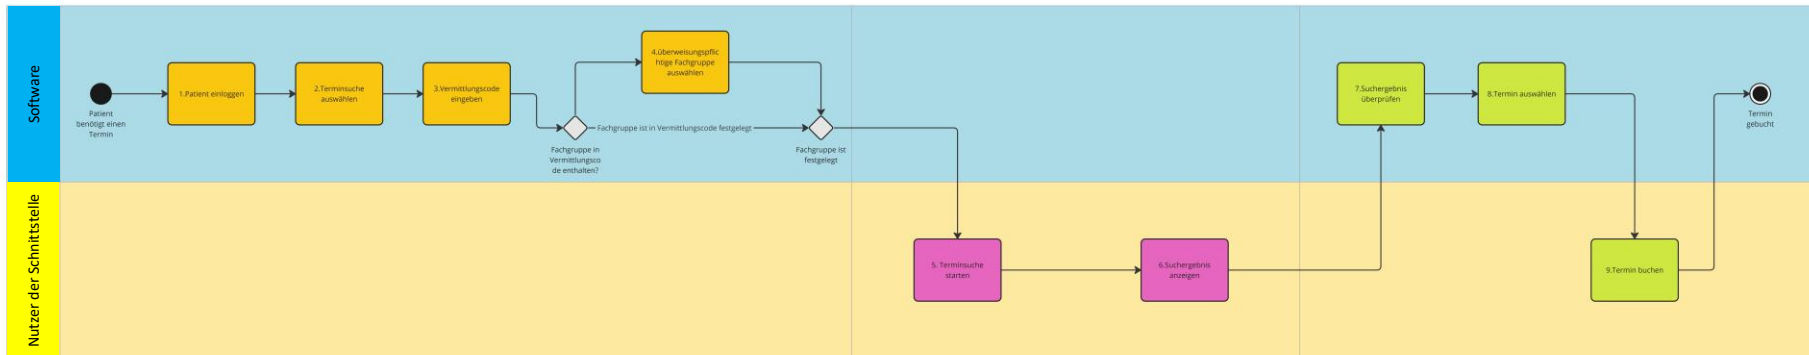 Software
Patient
benötigt einen
Termin
1.Patient einloggen
2.Terminsuche
auswählen
3.Vermittlungscode
eingeben
Fachgruppe in
Vermittlungsco
de enthalten?
4.überweisungspflic
htige Fachgruppe
auswählen
Fachgruppe ist in Vermittlungscode festgelegt
Fachgruppe ist
festgelegt
7.Suchergebnis
überprüfen
8.Termin auswählen
Termin
gebucht
Nutzer der Schnittstelle
5. Terminsuche
starten
6.Suchergebnis
anzeigen
9.Termin buchen